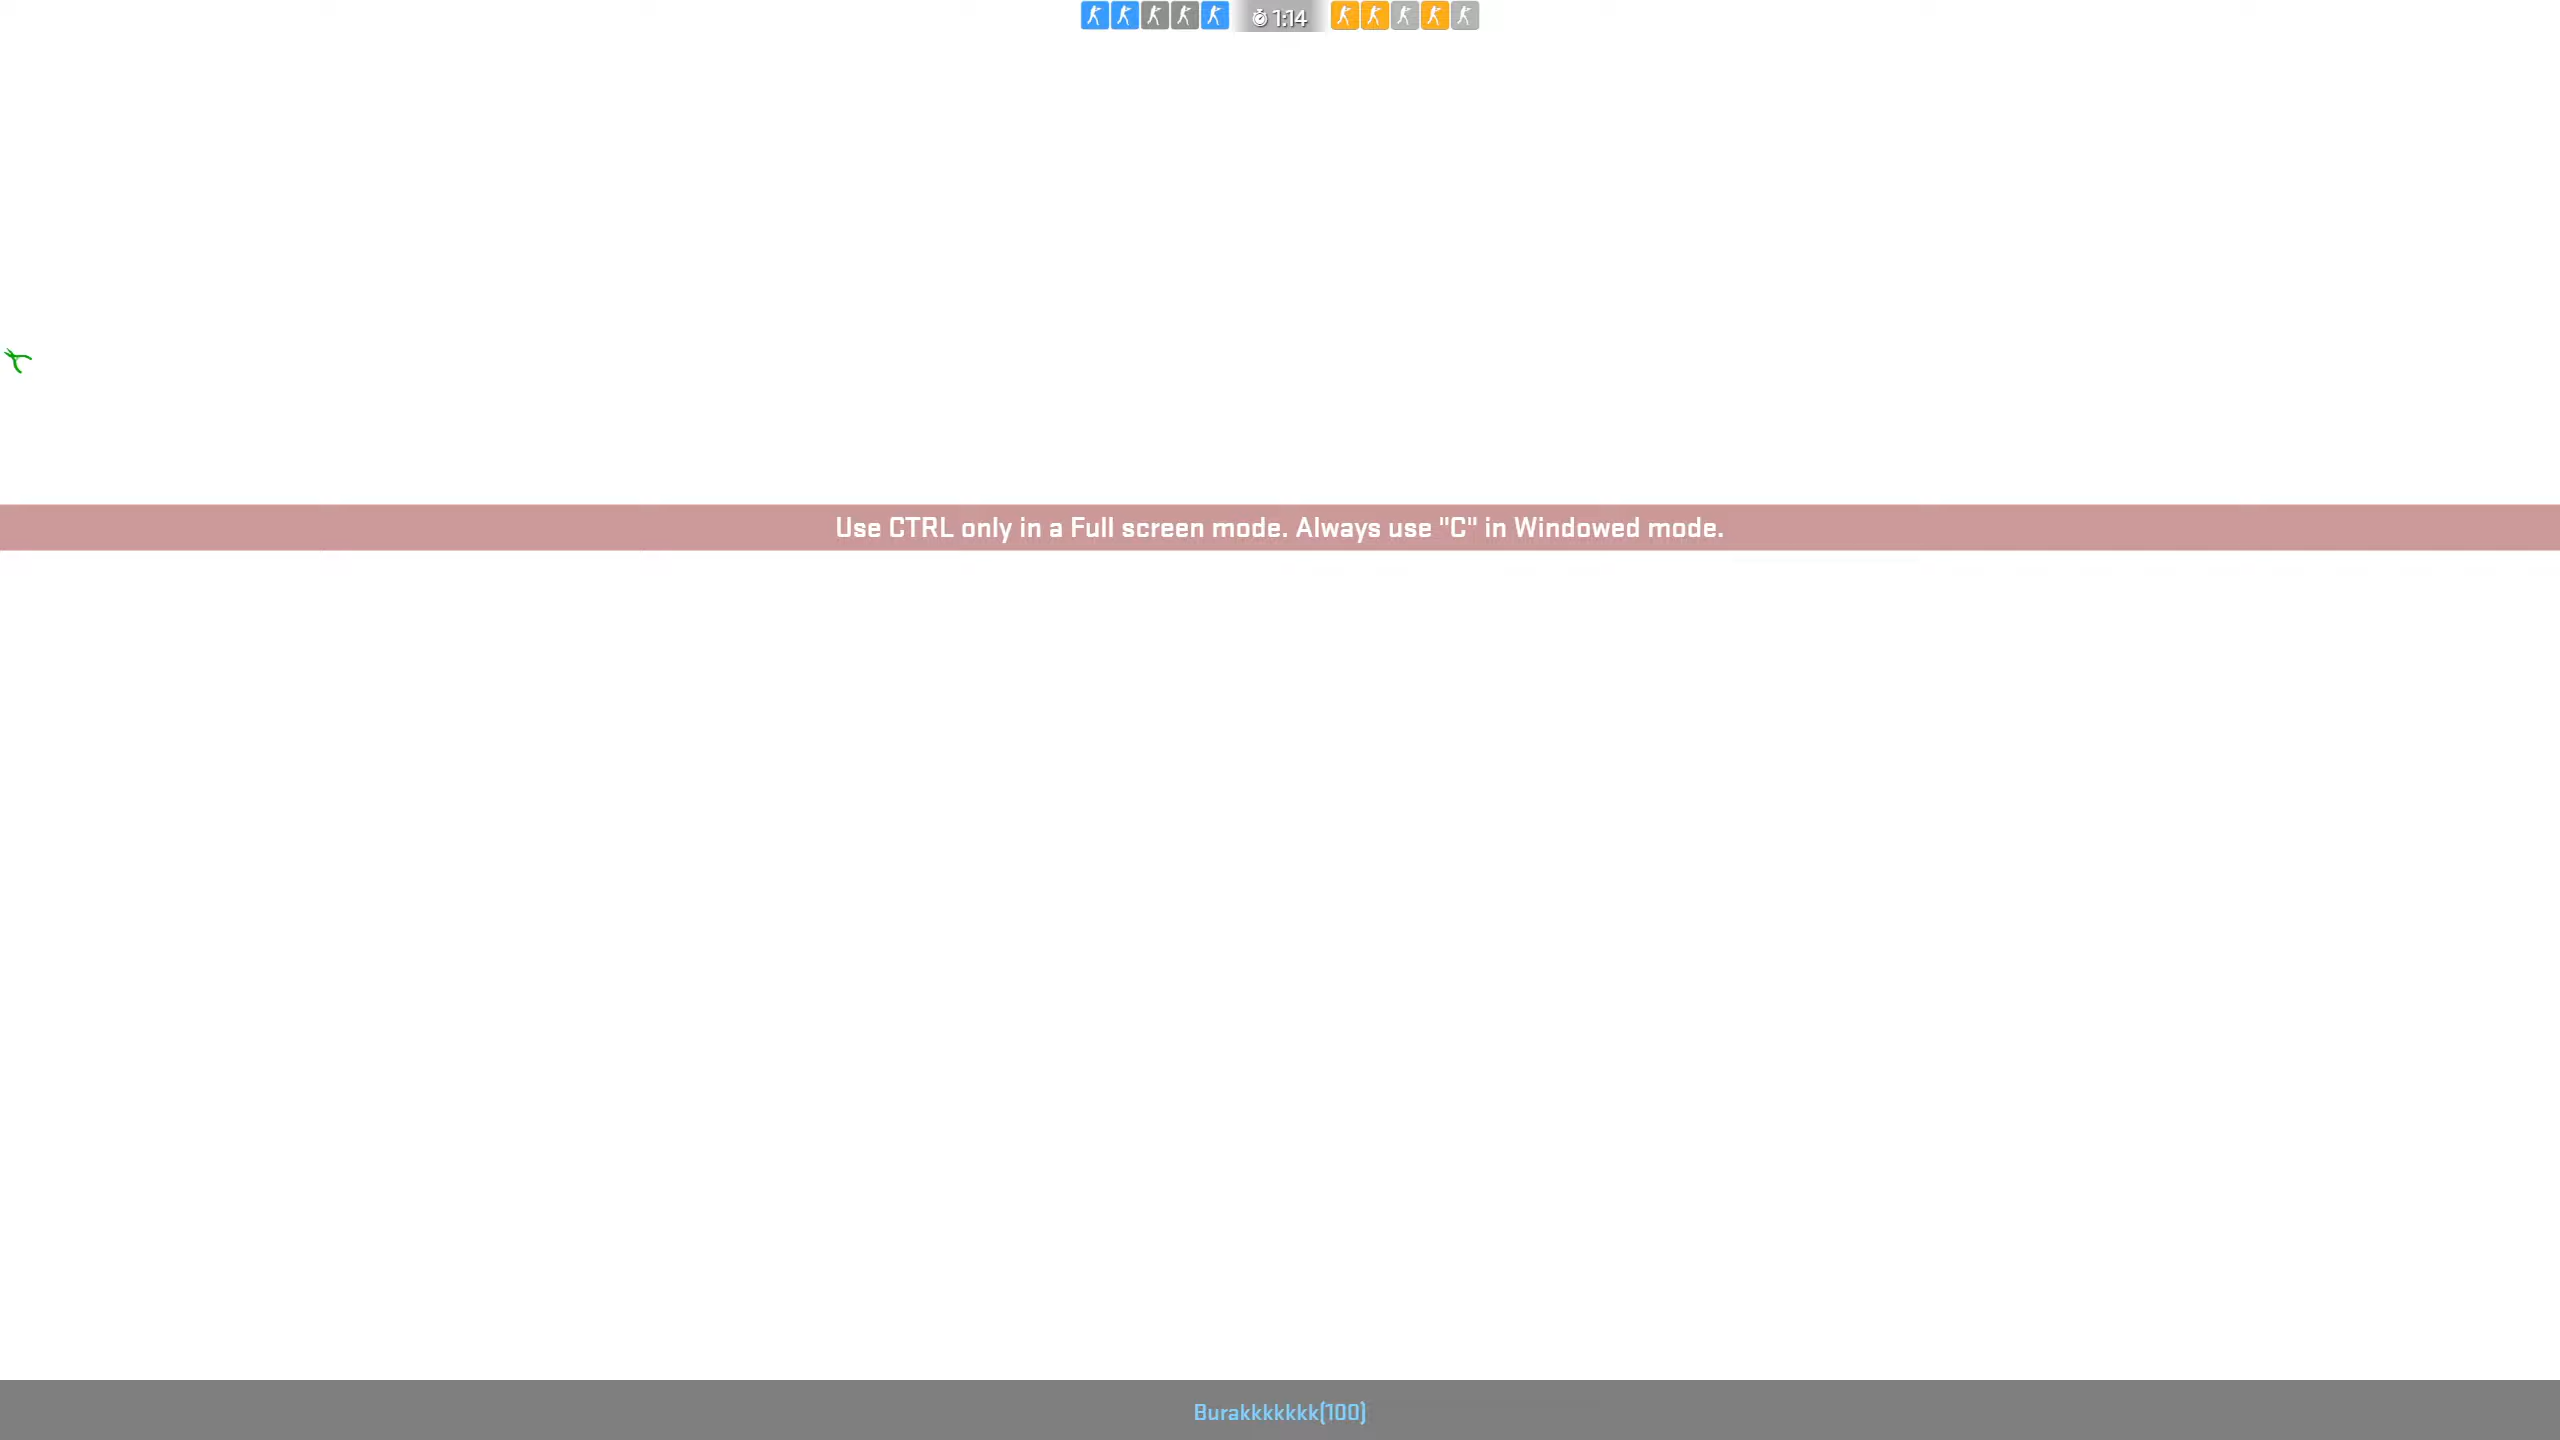 1:14
Use CTRL only in a Full screen mode. Always use "C" in Windowed mode.
Burakkkkkkk(100)